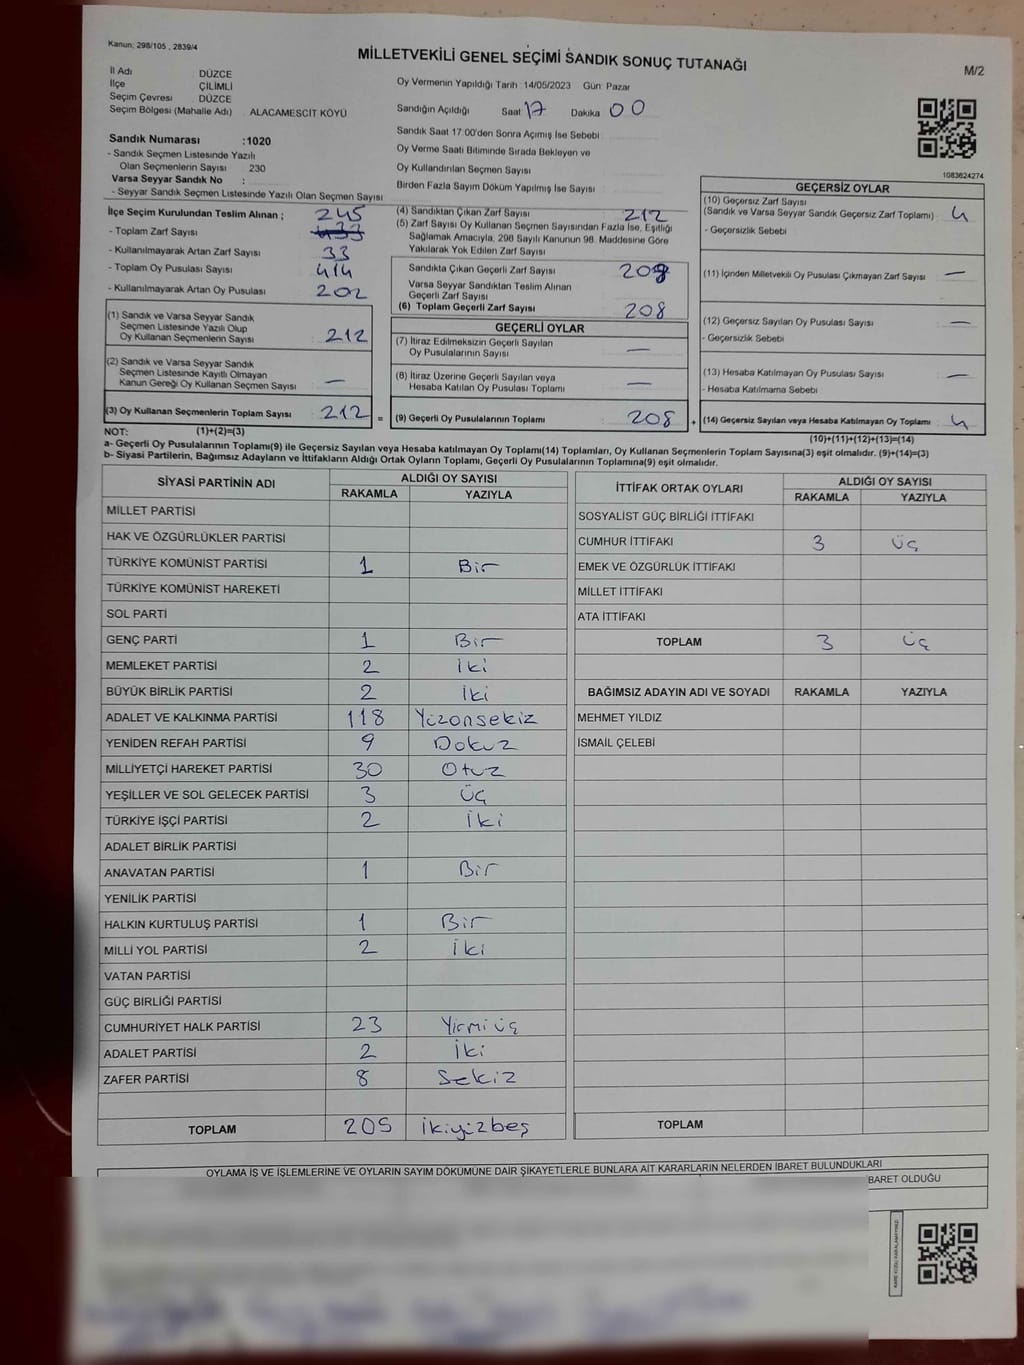 Kanun; 298/105 , 2839/4
MİLLETVEKİLİ GENEL SEÇİMİ SANDIK SONUÇ TUTANAĞI
M/2
İl Adı DÜZCE
İlçe ÇİLİMLİ
Seçim Çevresi DÜZCE
Seçim Bölgesi (Mahalle Adı) . ALACAMESCİT KÖYÜ
Sandık Numarası :1020
- Sandık Seçmen Listesinde Yazılı
Olan Seçmenlerin Sayısı 230
Varsa Seyyar Sandık No :
- Seyyar Sandık Seçmen Listesinde Yazılı Olan Seçmen Sayısı
Oy Vermenin Yapıldığı Tarih :14/05/2023 Gün: Pazar
Sandığın Açıldığı Saat 17 Dakika 00
Sandık Saat 17:00'den Sonra Açımış İse Sebebi
Oy Verme Saati Bitiminde Sırada Bekleyen ve
Oy Kullandırılan Seçmen Sayısı
Birden Fazla Sayım Döküm Yapılmış İse Sayısı :
1083624274
İlçe Seçim Kurulundan Teslim Alınan ; 245
- Toplam Zarf Sayısı 433
- Kullanılmayarak Artan Zarf Sayısı 33
- Toplam Oy Pusulası Sayısı 414
- Kullanılmayarak Artan Oy Pusulası 202
(1) Sandık ve Varsa Seyyar Sandık
Seçmen Listesinde Yazılı Olup
Oy Kullanan Seçmenlerin Sayısı 212
(2) Sandık ve Varsa Seyyar Sandık
Seçmen Listesinde Kayıtlı Olmayan
Kanun Gereği Oy Kullanan Seçmen Sayısı —
(3) Oy Kullanan Seçmenlerin Toplam Sayısı 212 =
(1)+(2)=(3)
(4) Sandıktan Çıkan Zarf Sayısı 212
(5) Zarf Sayısı Oy Kullanan Seçmen Sayısından Fazla İse, Eşitliği
Sağlamak Amacıyla, 298 Sayılı Kanunun 98. Maddesine Göre
Yakılarak Yok Edilen Zarf Sayısı
Sandıkta Çıkan Geçerli Zarf Sayısı 208
Varsa Seyyar Sandıktan Teslim Alınan
Geçerli Zarf Sayısı
(6) Toplam Geçerli Zarf Sayısı 208
GEÇERLİ OYLAR
(7) İtiraz Edilmeksizin Geçerli Sayılan
Oy Pusulalarının Sayısı —
(8) İtiraz Üzerine Geçerli Sayılan veya
Hesaba Katılan Oy Pusulası Toplamı —
(9) Geçerli Oy Pusulalarının Toplamı 208 +
GEÇERSİZ OYLAR
(10) Geçersiz Zarf Sayısı
(Sandık ve Varsa Seyyar Sandık Geçersiz Zarf Toplamı) : 4
- Geçersizlik Sebebi
(11) İçinden Milletvekili Oy Pusulası Çıkmayan Zarf Sayısı : —
(12) Geçersiz Sayılan Oy Pusulası Sayısı : —
- Geçersizlik Sebebi
(13) Hesaba Katılmayan Oy Pusulası Sayısı : —
- Hesaba Katılmama Sebebi
(14) Geçersiz Sayılan veya Hesaba Katılmayan Oy Toplamı : 4
(10)+(11)+(12)+(13)=(14)
NOT:
a- Geçerli Oy Pusulalarının Toplamı(9) ile Geçersiz Sayılan veya Hesaba katılmayan Oy Toplamı(14) Toplamları, Oy Kullanan Seçmenlerin Toplam Sayısına(3) eşit olmalıdır. (9)+(14)=(3)
b- Siyasi Partilerin, Bağımsız Adayların ve İttifakların Aldığı Ortak Oyların Toplamı, Geçerli Oy Pusulalarının Toplamına(9) eşit olmalıdır.
SİYASİ PARTİNİN ADI ALDIĞI OY SAYISI
RAKAMLA YAZIYLA
MİLLET PARTİSİ
HAK VE ÖZGÜRLÜKLER PARTİSİ
TÜRKİYE KOMÜNİST PARTİSİ 1 Bir
TÜRKİYE KOMÜNİST HAREKETİ
SOL PARTİ
GENÇ PARTİ 1 Bir
MEMLEKET PARTİSİ 2 İki
BÜYÜK BİRLİK PARTİSİ 2 İki
ADALET VE KALKINMA PARTİSİ 118 Yüzonsekiz
YENİDEN REFAH PARTİSİ 9 Dokuz
MİLLİYETÇİ HAREKET PARTİSİ 30 Otuz
YEŞİLLER VE SOL GELECEK PARTİSİ 3 Üç
TÜRKİYE İŞÇİ PARTİSİ 2 İki
ADALET BİRLİK PARTİSİ
ANAVATAN PARTİSİ 1 Bir
YENİLİK PARTİSİ
HALKIN KURTULUŞ PARTİSİ 1 Bir
MİLLİ YOL PARTİSİ 2 İki
VATAN PARTİSİ
GÜÇ BİRLİĞİ PARTİSİ
CUMHURİYET HALK PARTİSİ 23 Yirmi üç
ADALET PARTİSİ 2 İki
ZAFER PARTİSİ 8 Sekiz
TOPLAM 205 İkiyüzbeş
İTTİFAK ORTAK OYLARI ALDIĞI OY SAYISI
RAKAMLA YAZIYLA
SOSYALİST GÜÇ BİRLİĞİ İTTİFAKI
CUMHUR İTTİFAKI 3 Üç
EMEK VE ÖZGÜRLÜK İTTİFAKI
MİLLET İTTİFAKI
ATA İTTİFAKI
TOPLAM 3 Üç
BAĞIMSIZ ADAYIN ADI VE SOYADI RAKAMLA YAZIYLA
MEHMET YILDIZ
İSMAİL ÇELEBİ
TOPLAM
OYLAMA İŞ VE İŞLEMLERİNE VE OYLARIN SAYIM DÖKÜMÜNE DAİR ŞİKAYETLERLE BUNLARA AİT KARARLARIN NELERDEN İBARET BULUNDUKLARI
BARET OLDUĞU